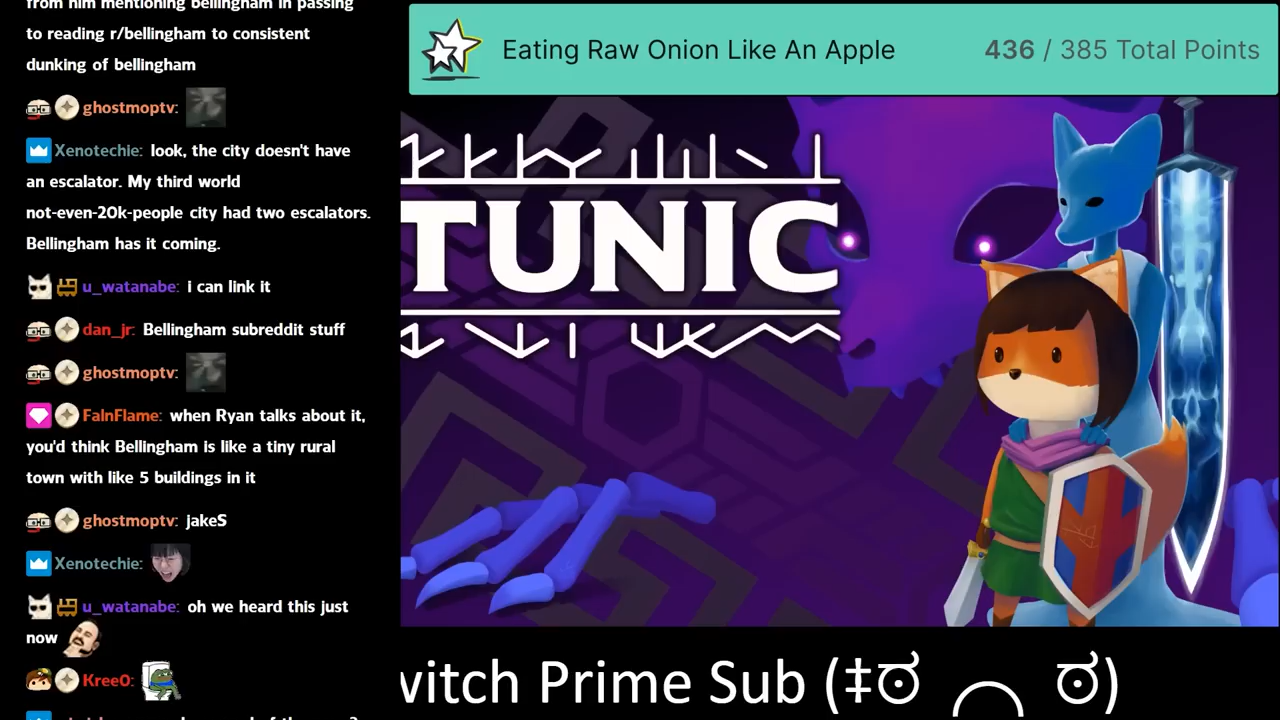 from him mentioning bellingham in passing
to reading r/bellingham to consistent
dunking of bellingham
ghostmoptv:
Xenotechie: look, the city doesn't have
an escalator. My third world
not-even-20k-people city had two escalators.
Bellingham has it coming.
u_watanabe: i can link it
dan_jr: Bellingham subreddit stuff
ghostmoptv:
FalnFlame: when Ryan talks about it,
you'd think Bellingham is like a tiny rural
town with like 5 buildings in it
ghostmoptv: jakeS
Xenotechie:
u_watanabe: oh we heard this just
now
KreeO:
Eating Raw Onion Like An Apple 436 / 385 Total Points
TUNIC
witch Prime Sub (‡ಠ ⁔ ಠ)